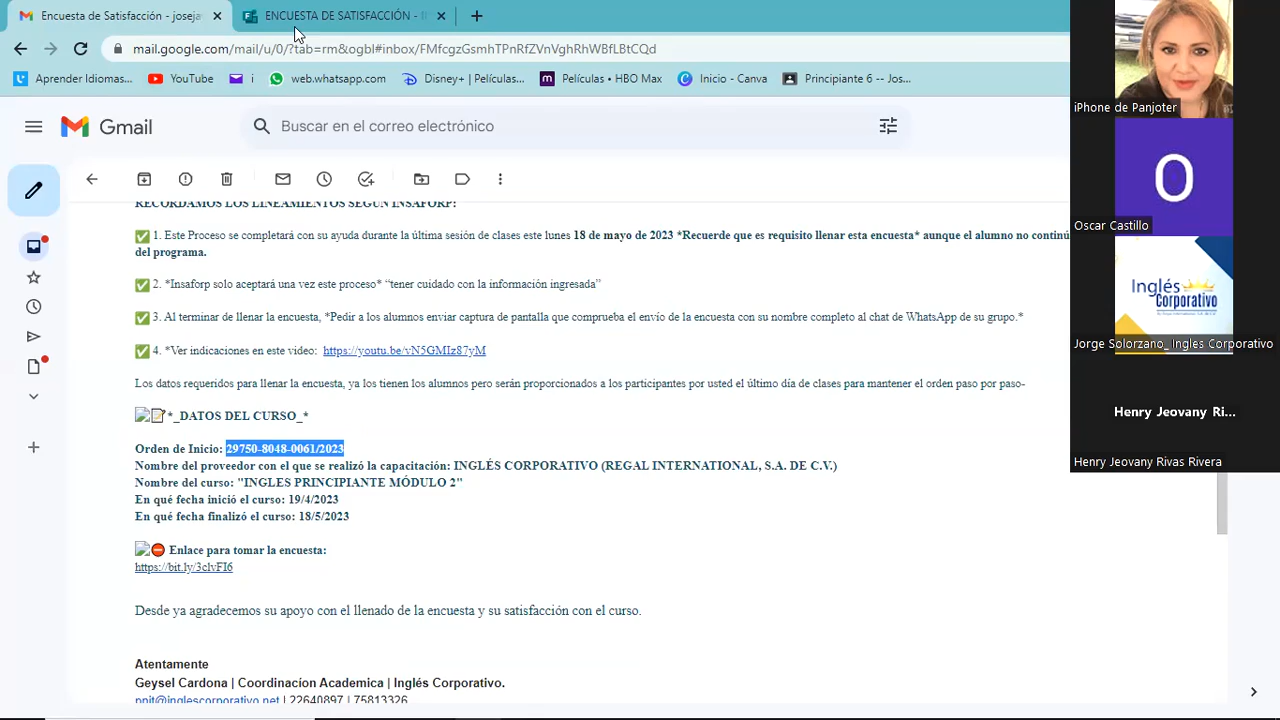 Encuesta de Satisfacción - joseja
ENCUESTA DE SATISFACCIÓN -
mail.google.com/mail/u/0/?tab=rm&ogbl#inbox/FMfcgzGsmhTPnRfZVnVghRhWBfLBtCQd
Aprender Idiomas...
YouTube
i
web.whatsapp.com
Disney+ | Películas...
Películas • HBO Max
Inicio - Canva
Principiante 6 -- Jos...
Gmail
Buscar en el correo electrónico
RECORDAMOS LOS LINEAMIENTOS SEGÚN INSAFORP:
✅ 1. Este Proceso se completará con su ayuda durante la última sesión de clases este lunes 18 de mayo de 2023 *Recuerde que es requisito llenar esta encuesta* aunque el alumno no continú
del programa.
✅ 2. *Insaforp solo aceptará una vez este proceso* “tener cuidado con la información ingresada”
✅ 3. Al terminar de llenar la encuesta, *Pedir a los alumnos enviar captura de pantalla que comprueba el envío de la encuesta con su nombre completo al chat de WhatsApp de su grupo.*
✅ 4. *Ver indicaciones en este video: https://youtu.be/vN5GMIz87yM
Los datos requeridos para llenar la encuesta, ya los tienen los alumnos pero serán proporcionados a los participantes por usted el último día de clases para mantener el orden paso por paso-
📝*_DATOS DEL CURSO_*
Orden de Inicio: 29750-8048-0061/2023
Nombre del proveedor con el que se realizó la capacitación: INGLÉS CORPORATIVO (REGAL INTERNATIONAL, S.A. DE C.V.)
Nombre del curso: "INGLES PRINCIPIANTE MÓDULO 2"
En qué fecha inició el curso: 19/4/2023
En qué fecha finalizó el curso: 18/5/2023
⛔ Enlace para tomar la encuesta:
https://bit.ly/3clvFI6
Desde ya agradecemos su apoyo con el llenado de la encuesta y su satisfacción con el curso.
Atentamente
Geysel Cardona | Coordinacíon Academica | Inglés Corporativo.
ppit@inglescorporativo.net | 22640897 | 75813326
iPhone de Panjoter
O
Oscar Castillo
Inglés
Corporativo
Jorge Solorzano_Ingles Corporativo
Henry Jeovany Ri...
Henry Jeovany Rivas Rivera